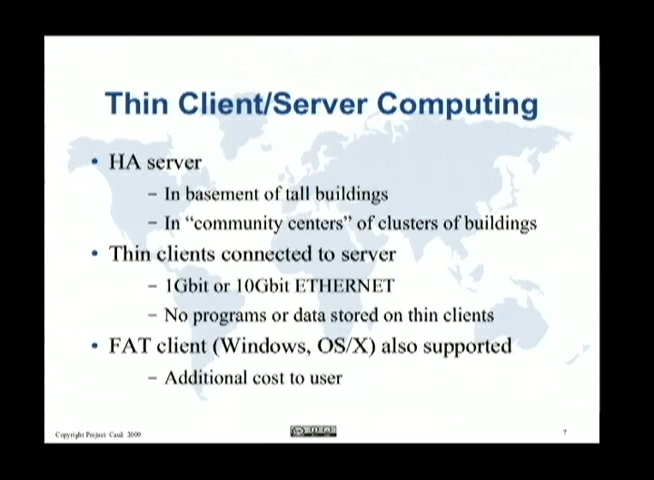 Thin Client/Server Computing
• HA server
– In basement of tall buildings
– In “community centers” of clusters of buildings
• Thin clients connected to server
– 1Gbit or 10Gbit ETHERNET
– No programs or data stored on thin clients
• FAT client (Windows, OS/X) also supported
– Additional cost to user
Copyright Project Cauã 2009
7